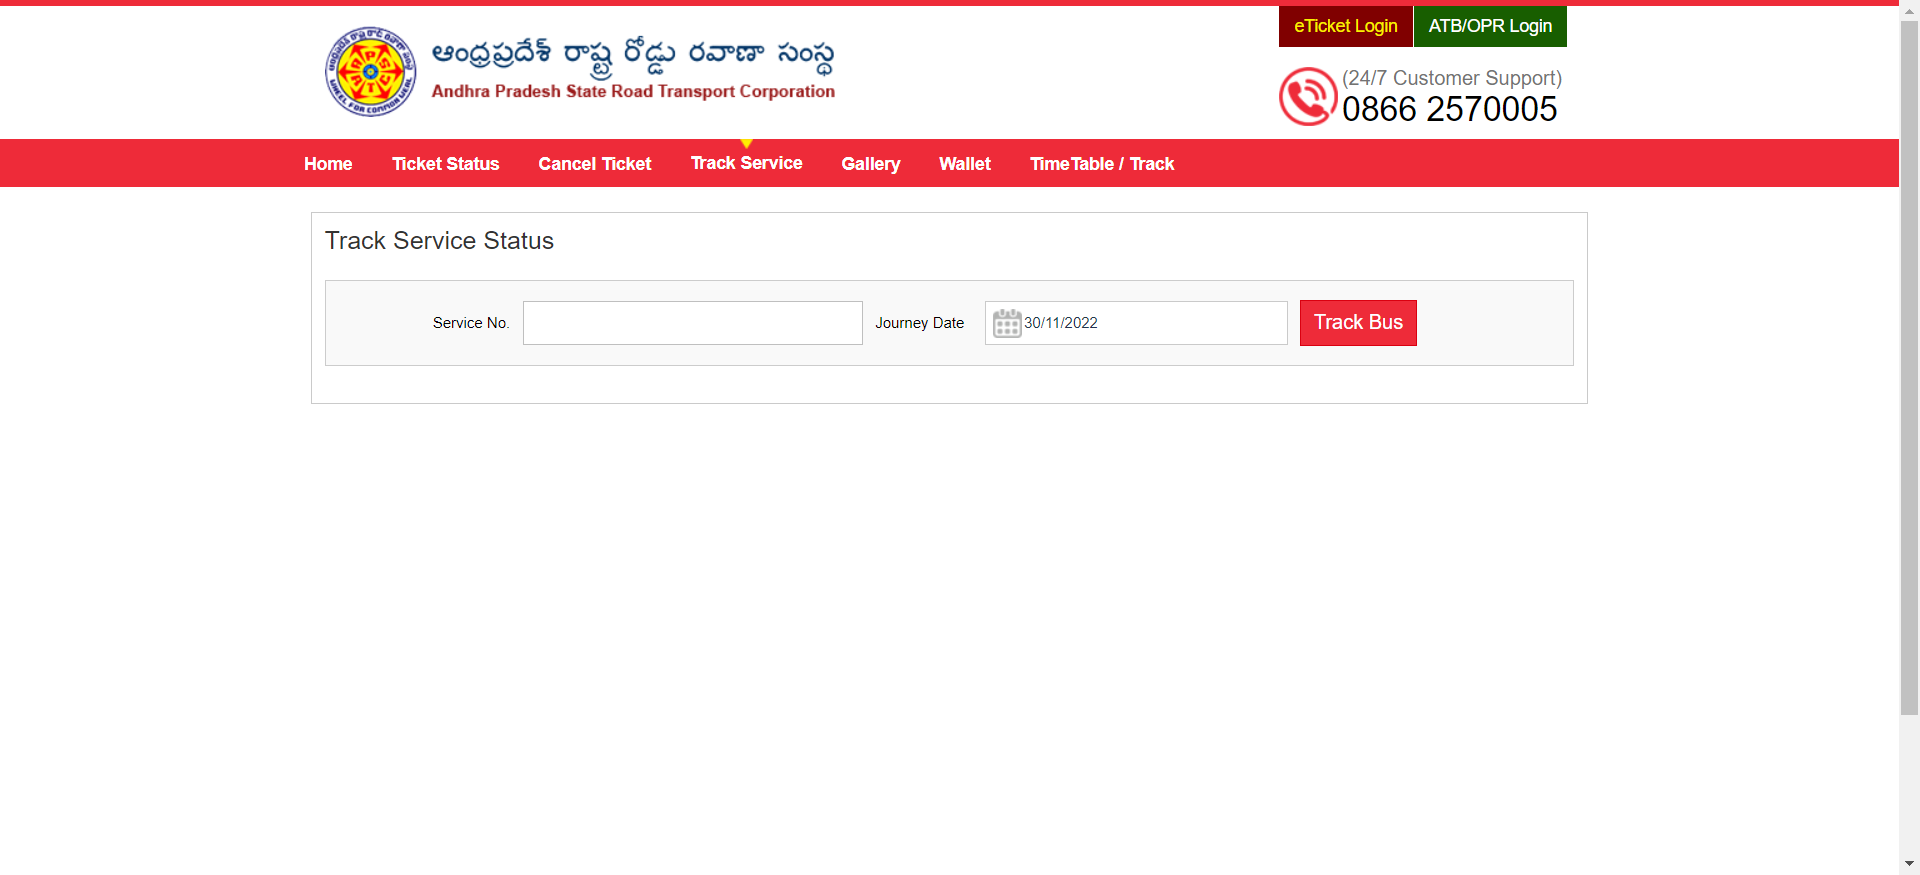 eTicket Login
ATB/OPR Login
ఆంధ్రప్రదేశ్ రాష్ట్ర రోడ్డు రవాణా సంస్థ
Andhra Pradesh State Road Transport Corporation
(24/7 Customer Support)
0866 2570005
Home Ticket Status Cancel Ticket Track Service Gallery Wallet TimeTable / Track
Track Service Status
Service No. Journey Date 30/11/2022 Track Bus